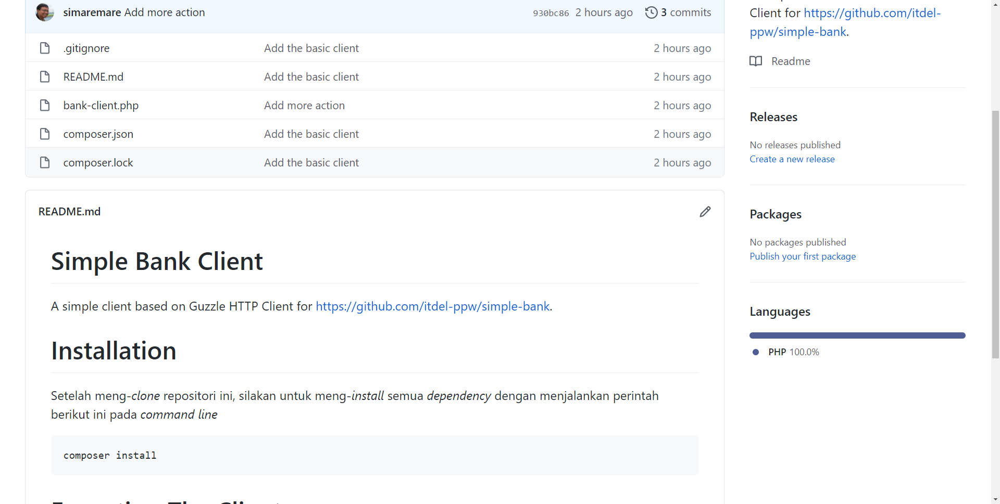 simaremare Add more action 930bc86 2 hours ago 3 commits
.gitignore Add the basic client 2 hours ago
README.md Add the basic client 2 hours ago
bank-client.php Add more action 2 hours ago
composer.json Add the basic client 2 hours ago
composer.lock Add the basic client 2 hours ago
README.md
Simple Bank Client
A simple client based on Guzzle HTTP Client for https://github.com/itdel-ppw/simple-bank.
Installation
Setelah meng-clone repositori ini, silakan untuk meng-install semua dependency dengan menjalankan perintah
berikut ini pada command line
composer install
Client for https://github.com/itdel-
ppw/simple-bank.
Readme
Releases
No releases published
Create a new release
Packages
No packages published
Publish your first package
Languages
PHP 100.0%